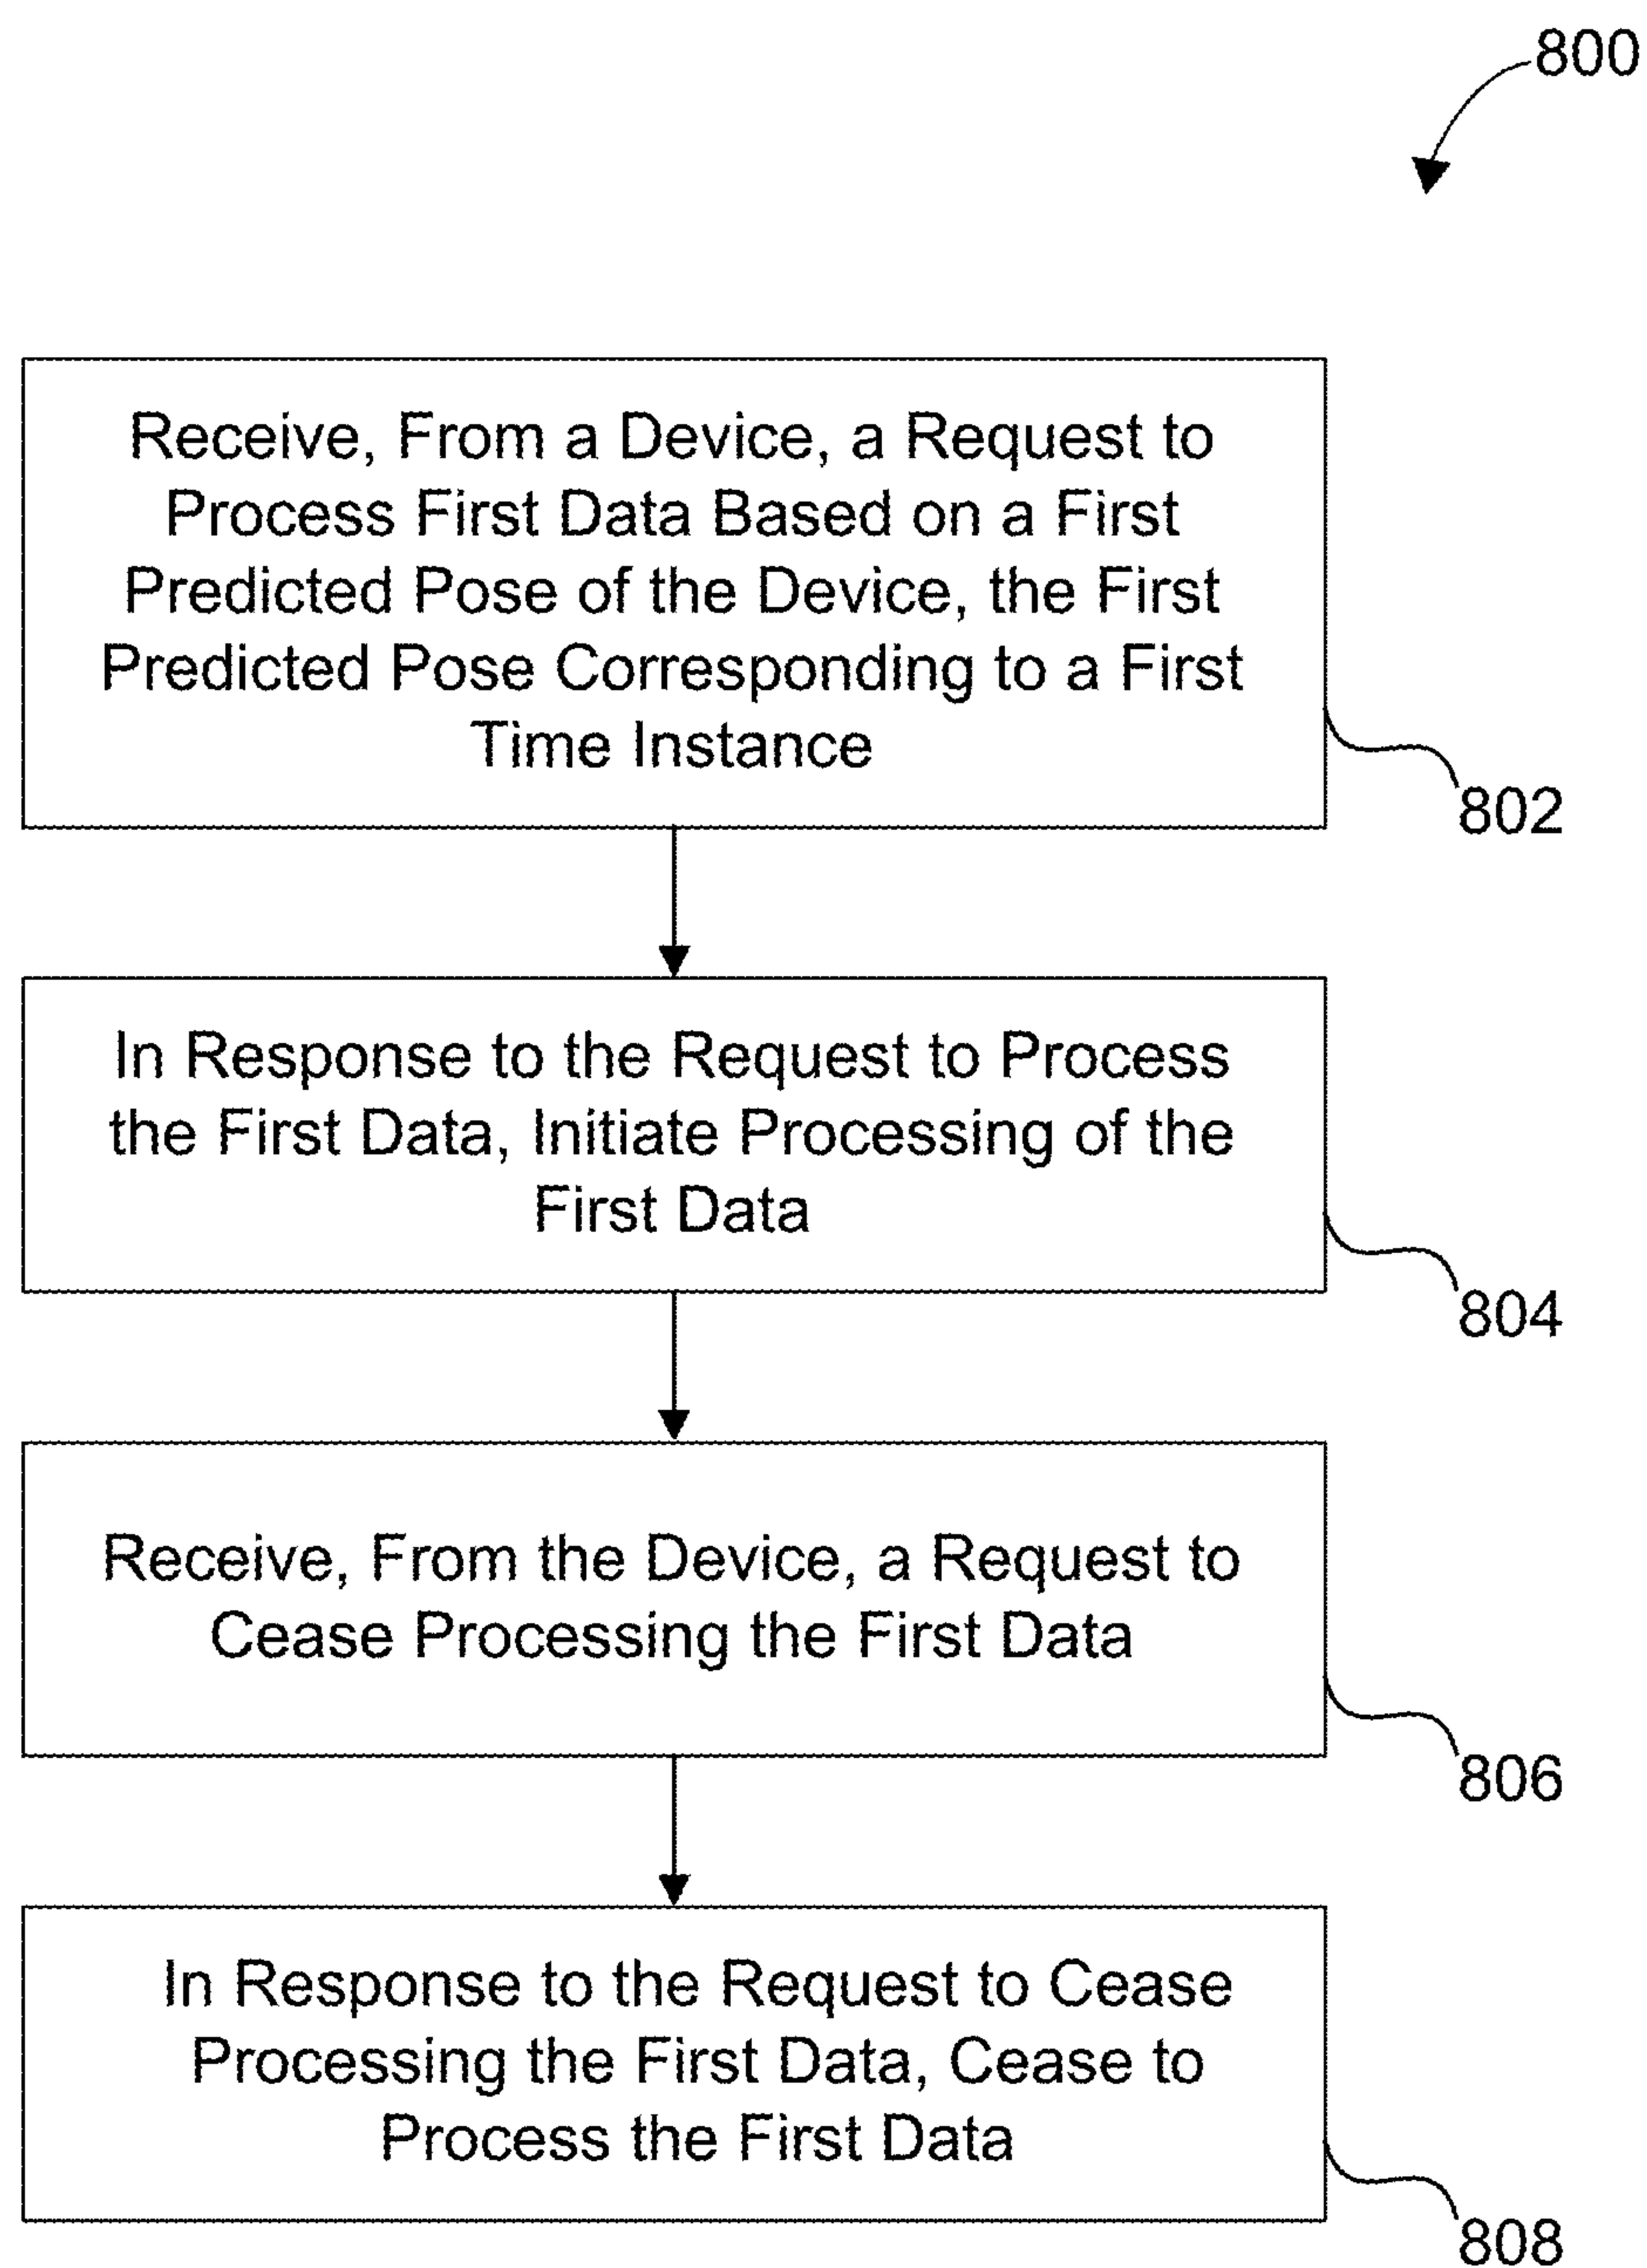 800
Receive, From a Device, a Request to
Process First Data Based on a First
Predicted Pose of the Device, the First
Predicted Pose Corresponding to a First
Time Instance
802
In Response to the Request to Process
the First Data, Initiate Processing of the
First Data
804
Receive, From the Device, a Request to
Cease Processing the First Data
806
In Response to the Request to Cease
Processing the First Data, Cease to
Process the First Data
808